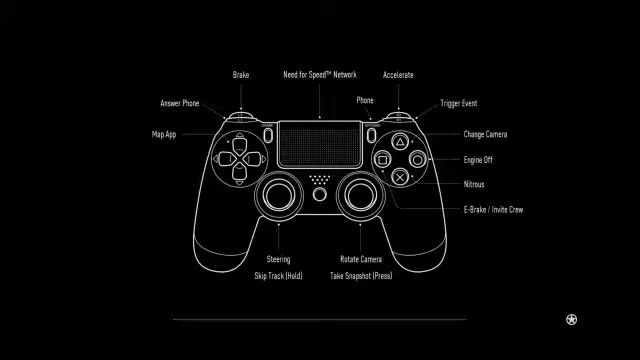 Brake
Need for Speed™ Network
Accelerate
Answer Phone
Phone
Trigger Event
Map App
Change Camera
Engine Off
Nitrous
E-Brake / Invite Crew
Steering
Rotate Camera
Skip Track (Hold)
Take Snapshot (Press)